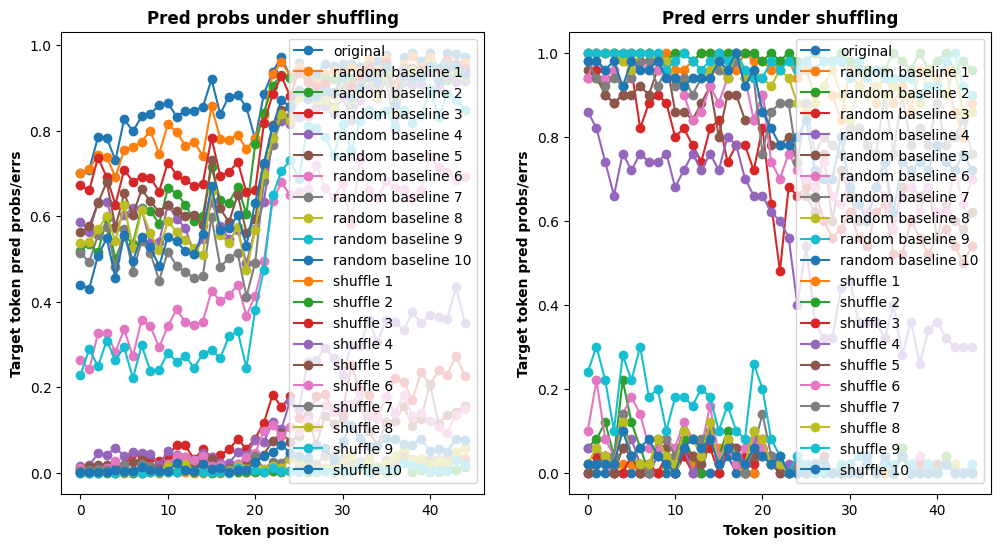 Pred probs under shuffling
Target token pred probs/errs
1.0
0.8
0.6
0.4
0.2
0.0
0
10
20
30
40
Token position
original
random baseline 1
random baseline 2
random baseline 3
random baseline 4
random baseline 5
random baseline 6
random baseline 7
random baseline 8
random baseline 9
random baseline 10
shuffle 1
shuffle 2
shuffle 3
shuffle 4
shuffle 5
shuffle 6
shuffle 7
shuffle 8
shuffle 9
shuffle 10
Pred errs under shuffling
Target token pred probs/errs
1.0
0.8
0.6
0.4
0.2
0.0
0
10
20
30
40
Token position
original
random baseline 1
random baseline 2
random baseline 3
random baseline 4
random baseline 5
random baseline 6
random baseline 7
random baseline 8
random baseline 9
random baseline 10
shuffle 1
shuffle 2
shuffle 3
shuffle 4
shuffle 5
shuffle 6
shuffle 7
shuffle 8
shuffle 9
shuffle 10